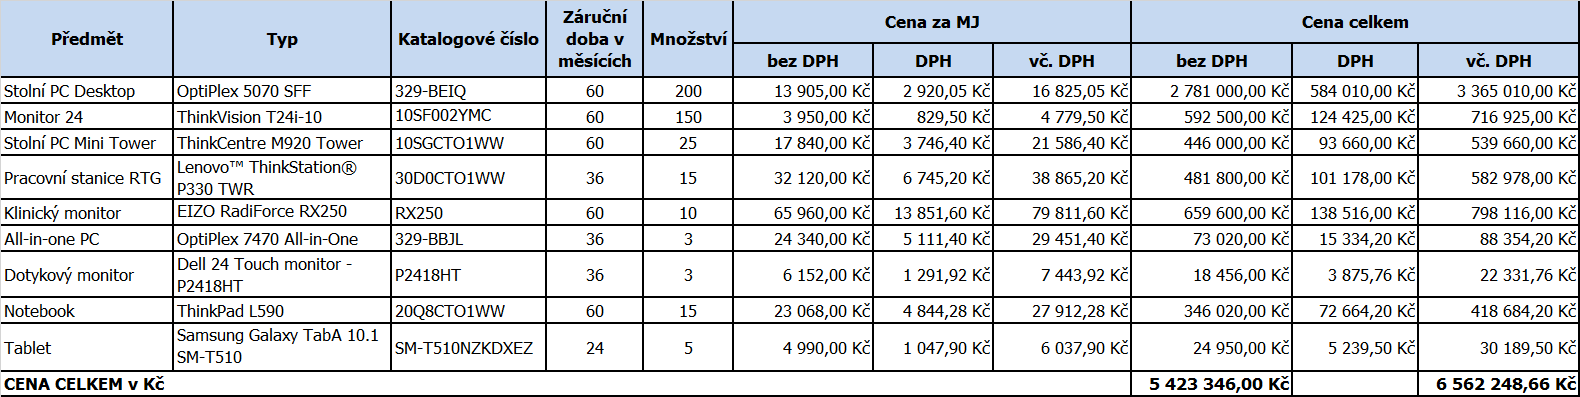 Předmět Typ Katalogové číslo Záruční doba v měsících Množství Cena za MJ Cena celkem
bez DPH DPH vč. DPH bez DPH DPH vč. DPH
Stolní PC Desktop OptiPlex 5070 SFF 329-BEIQ 60 200 13 905,00 Kč 2 920,05 Kč 16 825,05 Kč 2 781 000,00 Kč 584 010,00 Kč 3 365 010,00 Kč
Monitor 24 ThinkVision T24i-10 10SF002YMC 60 150 3 950,00 Kč 829,50 Kč 4 779,50 Kč 592 500,00 Kč 124 425,00 Kč 716 925,00 Kč
Stolní PC Mini Tower ThinkCentre M920 Tower 10SGCTO1WW 60 25 17 840,00 Kč 3 746,40 Kč 21 586,40 Kč 446 000,00 Kč 93 660,00 Kč 539 660,00 Kč
Pracovní stanice RTG Lenovo™ ThinkStation® P330 TWR 30D0CTO1WW 36 15 32 120,00 Kč 6 745,20 Kč 38 865,20 Kč 481 800,00 Kč 101 178,00 Kč 582 978,00 Kč
Klinický monitor EIZO RadiForce RX250 RX250 60 10 65 960,00 Kč 13 851,60 Kč 79 811,60 Kč 659 600,00 Kč 138 516,00 Kč 798 116,00 Kč
All-in-one PC OptiPlex 7470 All-in-One 329-BBJL 36 3 24 340,00 Kč 5 111,40 Kč 29 451,40 Kč 73 020,00 Kč 15 334,20 Kč 88 354,20 Kč
Dotykový monitor Dell 24 Touch monitor - P2418HT P2418HT 36 3 6 152,00 Kč 1 291,92 Kč 7 443,92 Kč 18 456,00 Kč 3 875,76 Kč 22 331,76 Kč
Notebook ThinkPad L590 20Q8CTO1WW 60 15 23 068,00 Kč 4 844,28 Kč 27 912,28 Kč 346 020,00 Kč 72 664,20 Kč 418 684,20 Kč
Tablet Samsung Galaxy TabA 10.1 SM-T510 SM-T510NZKDXEZ 24 5 4 990,00 Kč 1 047,90 Kč 6 037,90 Kč 24 950,00 Kč 5 239,50 Kč 30 189,50 Kč
CENA CELKEM v Kč 5 423 346,00 Kč 6 562 248,66 Kč